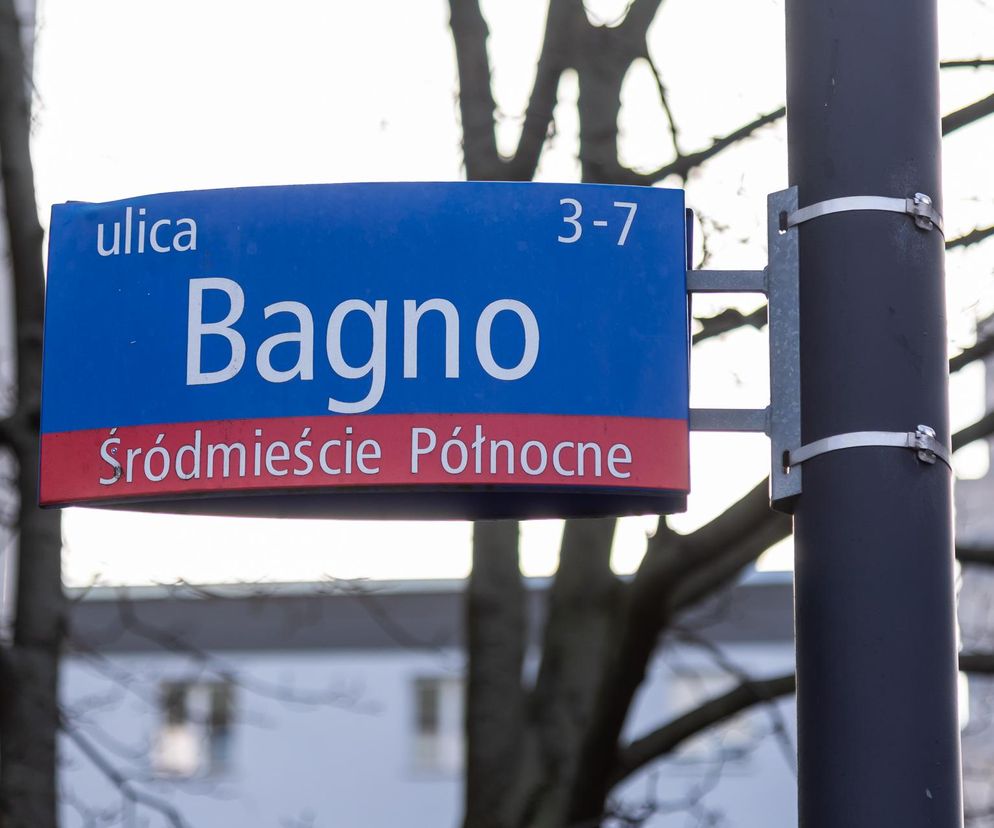 ulica 3-7
Bagno
Śródmieście Północne